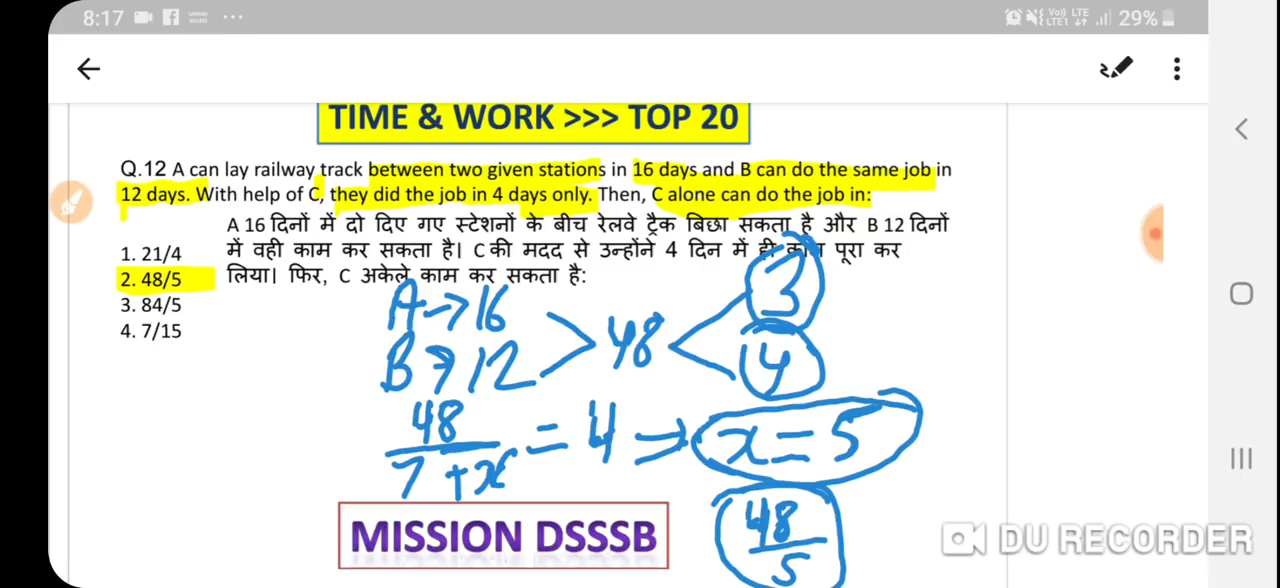 8:17
Vo) LTE
LTE1
29%
TIME & WORK >>> TOP 20
Q.12 A can lay railway track between two given stations in 16 days and B can do the same job in
12 days. With help of C, they did the job in 4 days only. Then, C alone can do the job in:
A 16 दिनों में दो दिए गए स्टेशनों के बीच रेलवे ट्रैक बिछा सकता है और B 12 दिनों
में वही काम कर सकता है। C की मदद से उन्होंने 4 दिन में ही पूरा कर
लिया। फिर, C अकेले काम कर सकता है:
1. 21/4
2. 48/5
3. 84/5
4. 7/15
A → 16
B → 12
> 48 <
3
4
48
7 + x
= 4 ⇒ x = 5
48
5
MISSION DSSSB
DU RECORDER